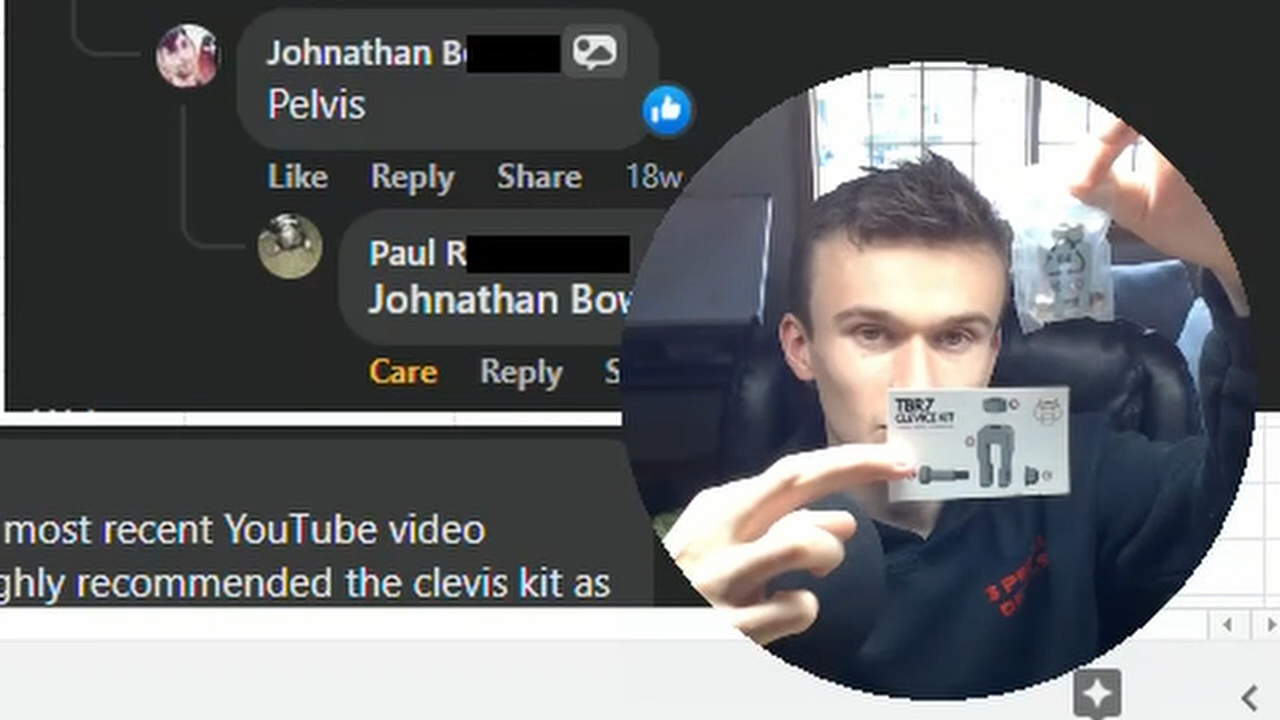 Johnathan B
Pelvis
Like Reply Share 18w
Paul R
Johnathan Bow
Care Reply S
most recent YouTube video
ghly recommended the clevis kit as
TBR7
CLEVICE KIT